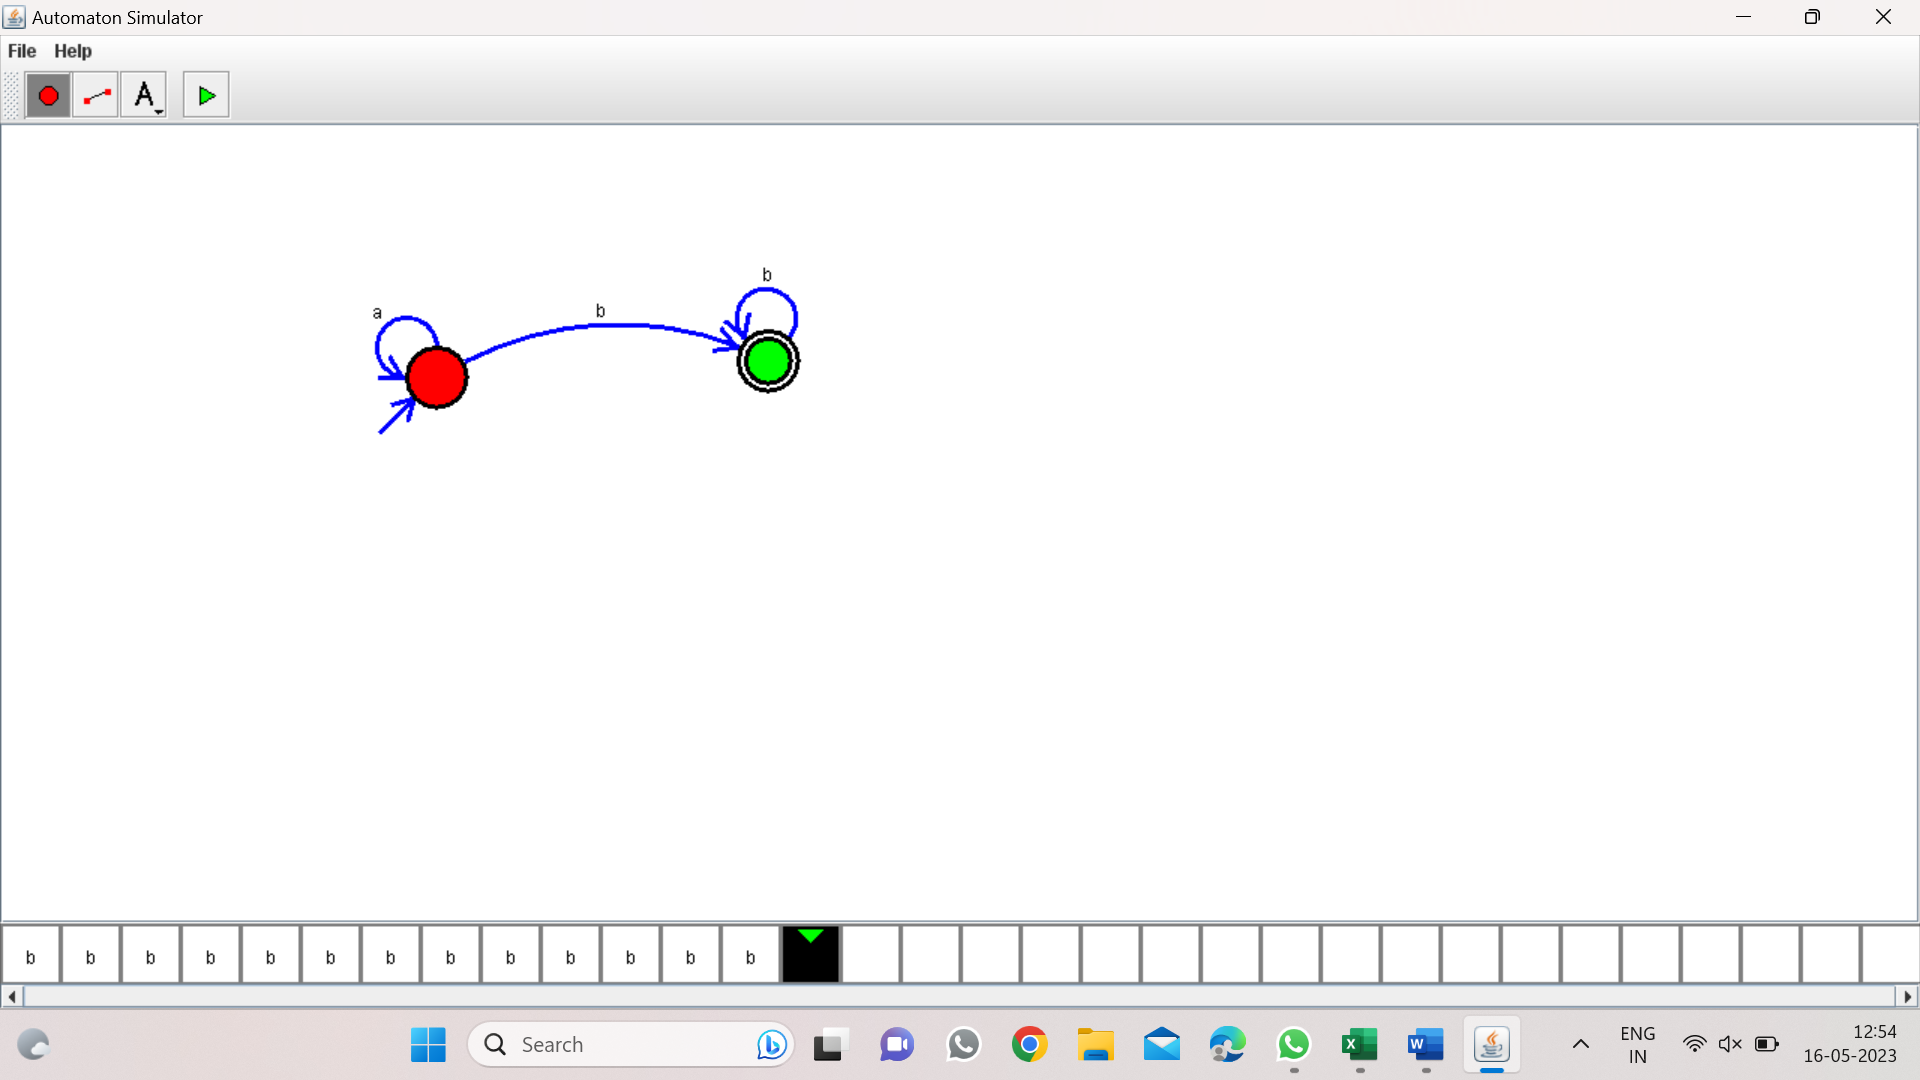 Automaton Simulator
File Help
A
b
a
b
b b b b b b b b b b b b b
Search
ENG
IN
12:54
16-05-2023